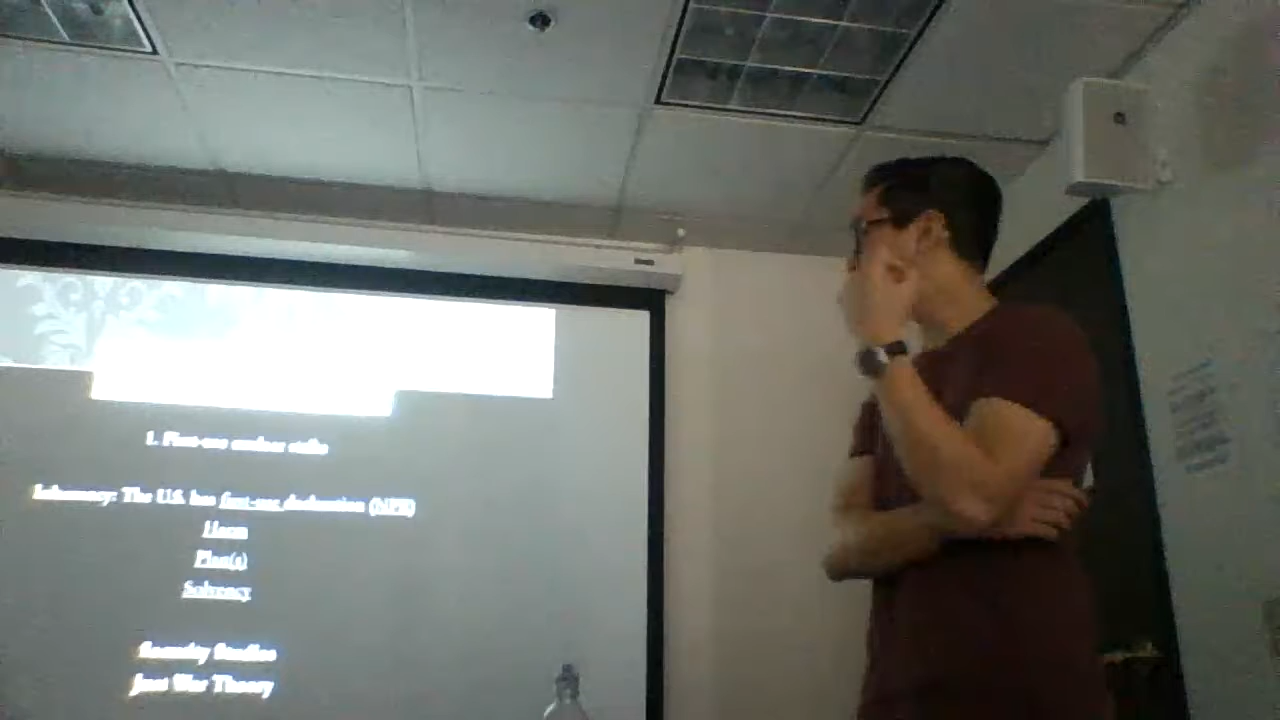 1. First-use nuclear strike
Inherency: The U.S. has first-use declaration (NPR)
Harm
Plan(s)
Solvency
Security Studies
Just War Theory